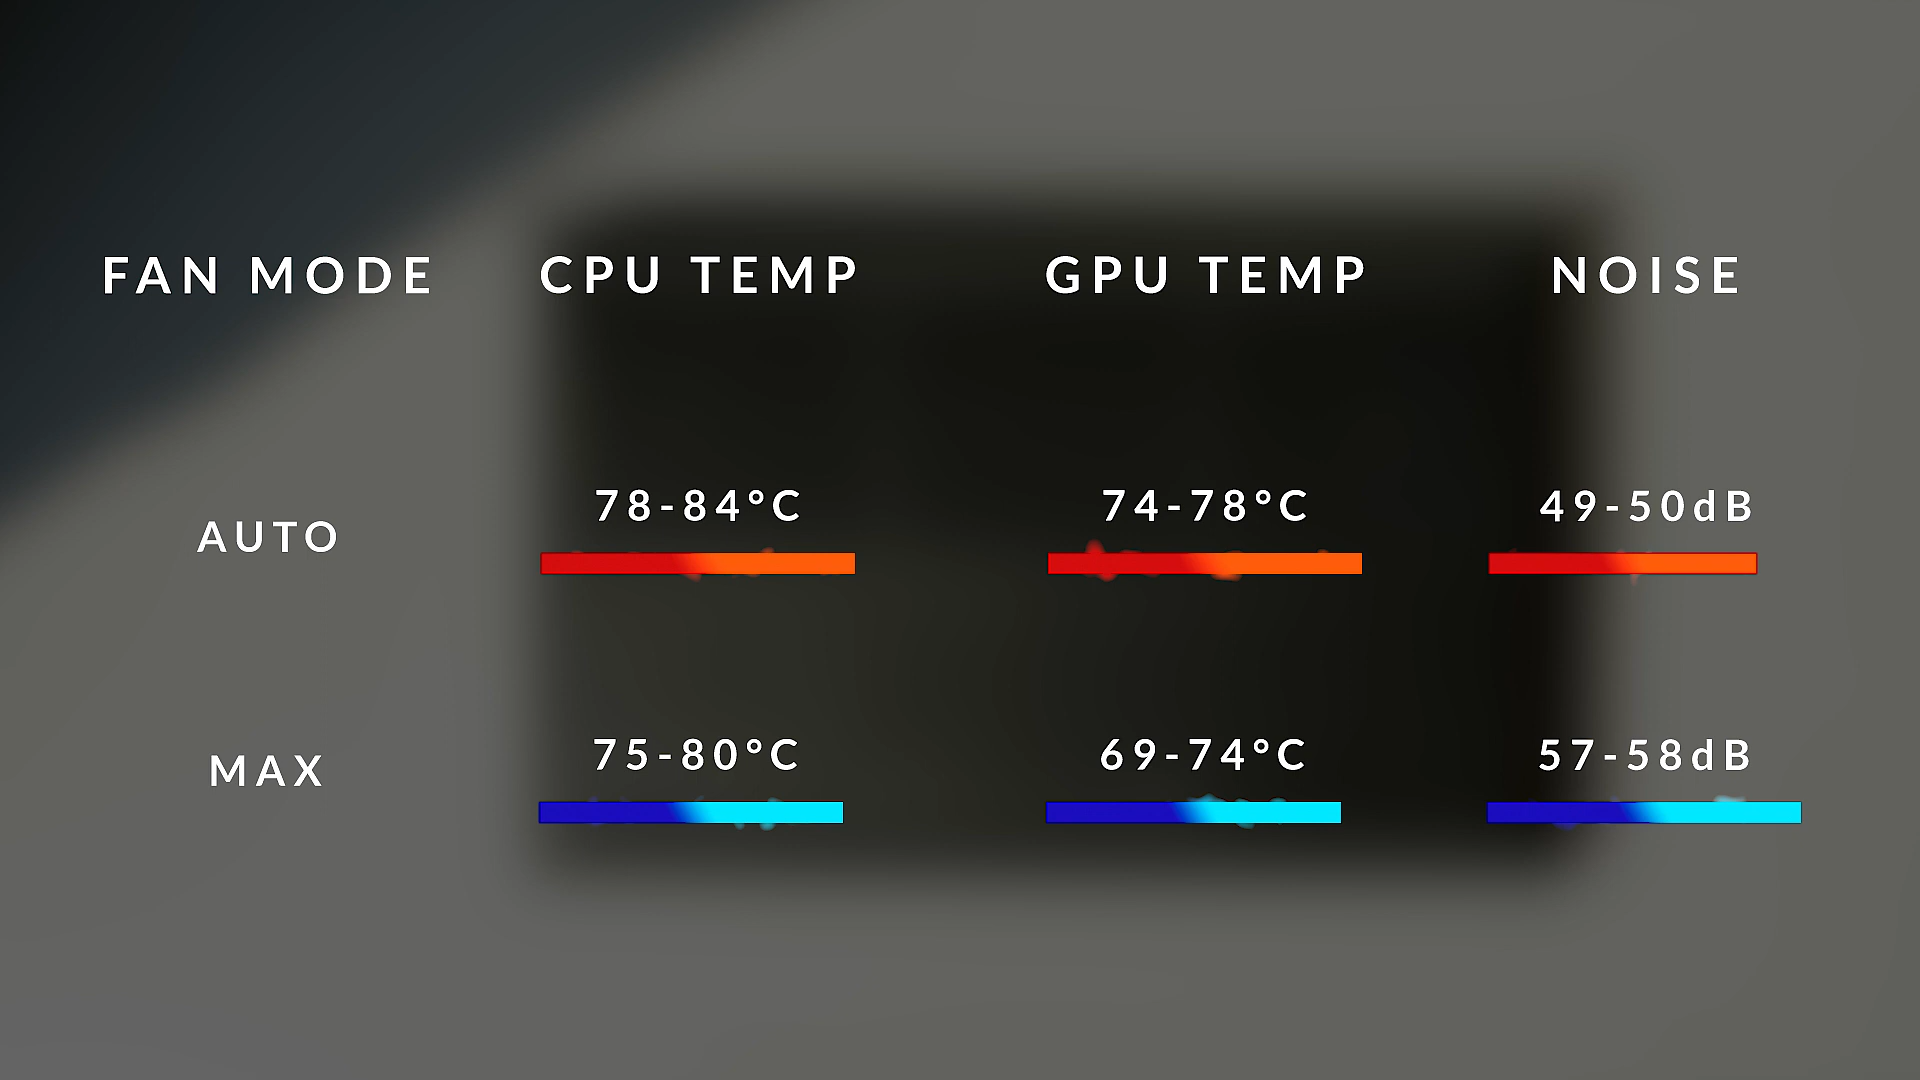 FAN MODE CPU TEMP GPU TEMP NOISE
AUTO 78-84°C 74-78°C 49-50dB
MAX 75-80°C 69-74°C 57-58dB